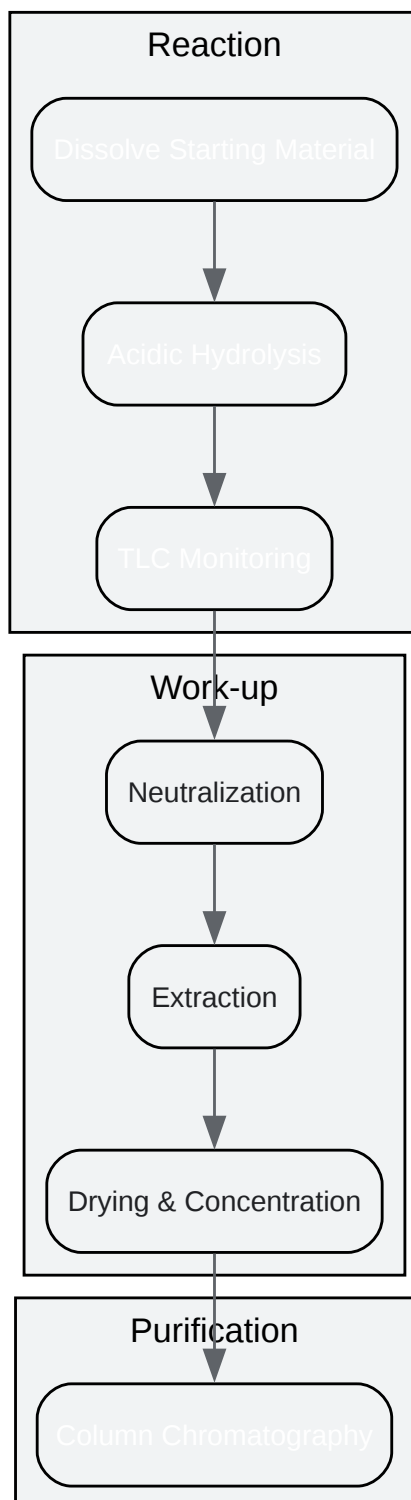 Reaction
Dissolve Starting Material
Acidic Hydrolysis
TLC Monitoring
Work-up
Neutralization
Extraction
Drying & Concentration
Purification
Column Chromatography